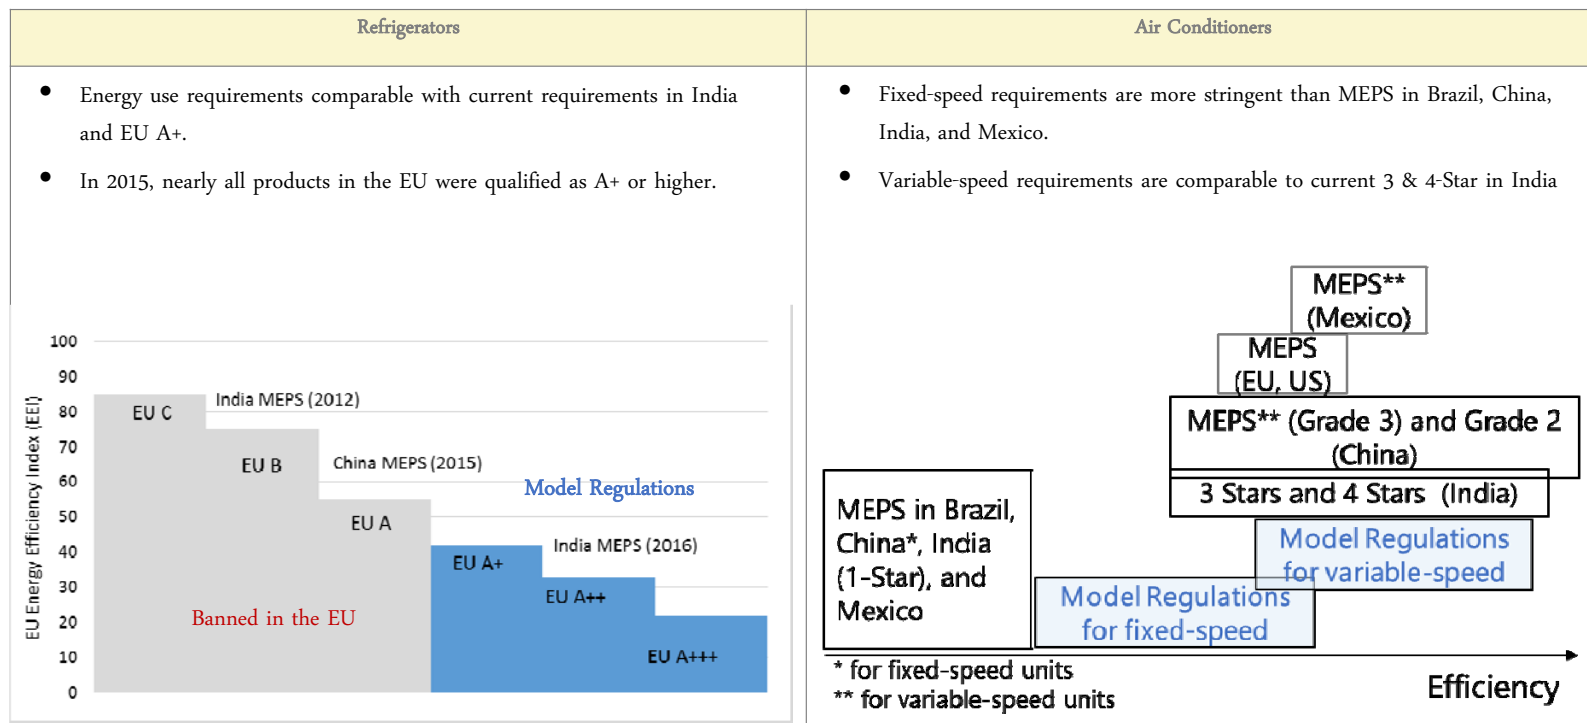 Refrigerators
• Energy use requirements comparable with current requirements in India
and EU A+.
• In 2015, nearly all products in the EU were qualified as A+ or higher.
EU Energy Efficiency Index (EEI)
100
90
80
70
60
50
40
30
20
10
0
EU C
India MEPS (2012)
EU B
China MEPS (2015)
EU A
Model Regulations
EU A+
India MEPS (2016)
EU A++
EU A+++
Banned in the EU
Air Conditioners
• Fixed-speed requirements are more stringent than MEPS in Brazil, China,
India, and Mexico.
• Variable-speed requirements are comparable to current 3 & 4-Star in India
MEPS**
(Mexico)
MEPS
(EU, US)
MEPS** (Grade 3) and Grade 2
(China)
3 Stars and 4 Stars (India)
MEPS in Brazil,
China*, India
(1-Star), and
Mexico
Model Regulations
for variable-speed
Model Regulations
for fixed-speed
* for fixed-speed units
** for variable-speed units
Efficiency